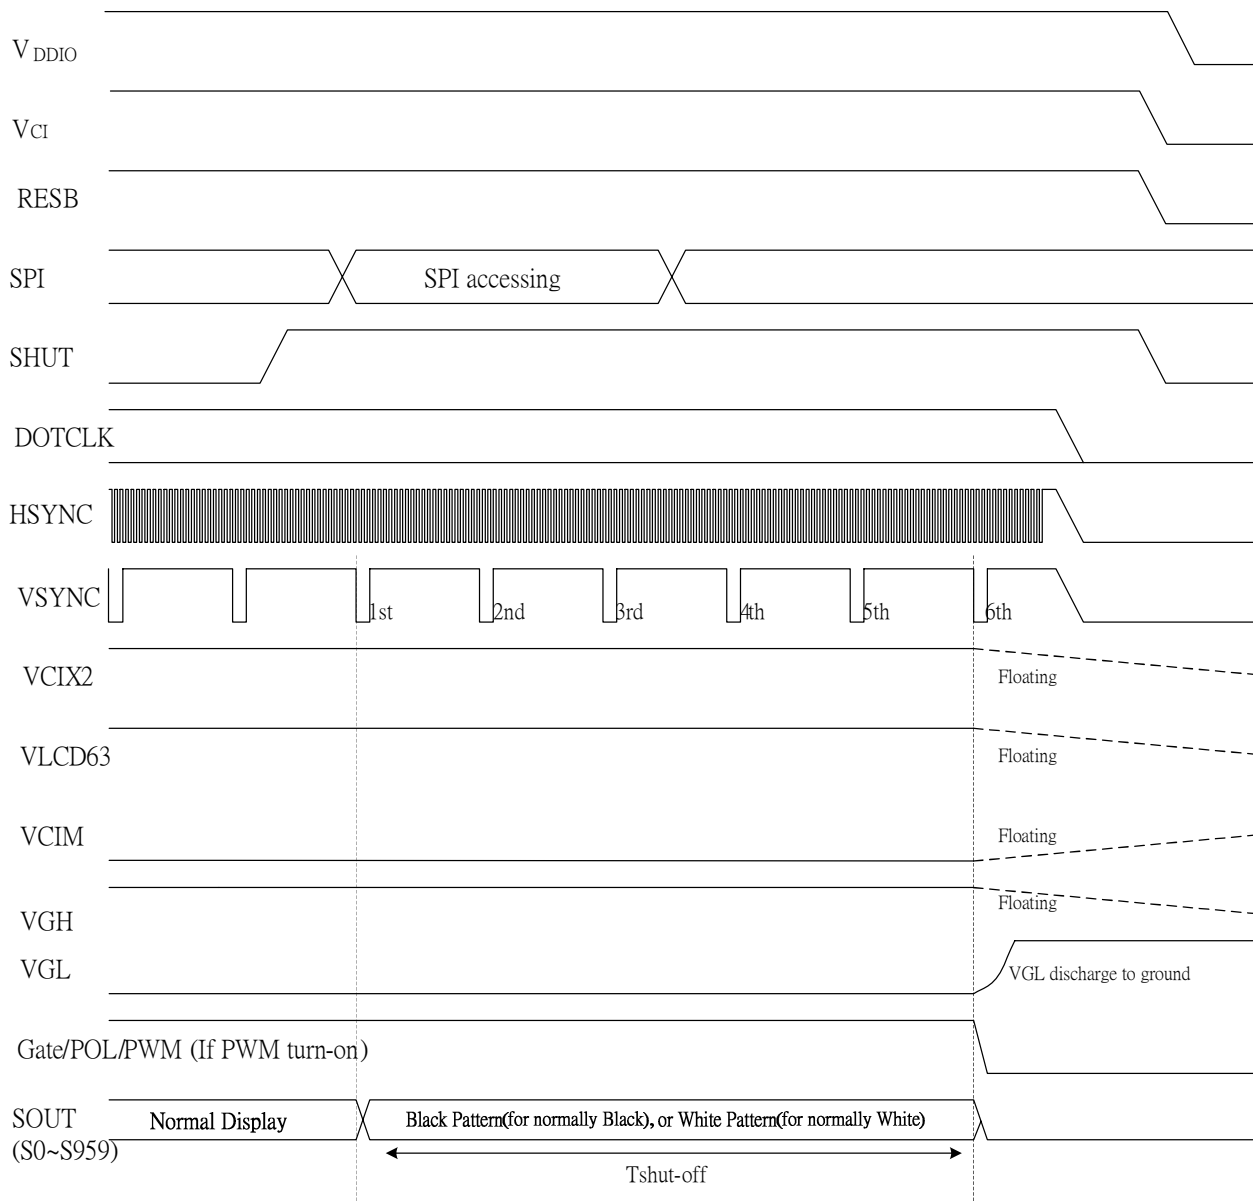 V DDIO
VCI
RESB
SPI
SPI accessing
SHUT
DOTCLK
HSYNC
VSYNC
1st
2nd
3rd
4th
5th
6th
VCIX2
Floating
VLCD63
Floating
VCIM
Floating
VGH
Floating
VGL
VGL discharge to ground
Gate/POL/PWM (If PWM turn-on)
SOUT
(S0~S959)
Normal Display
Black Pattern(for normally Black), or White Pattern(for normally White)
Tshut-off